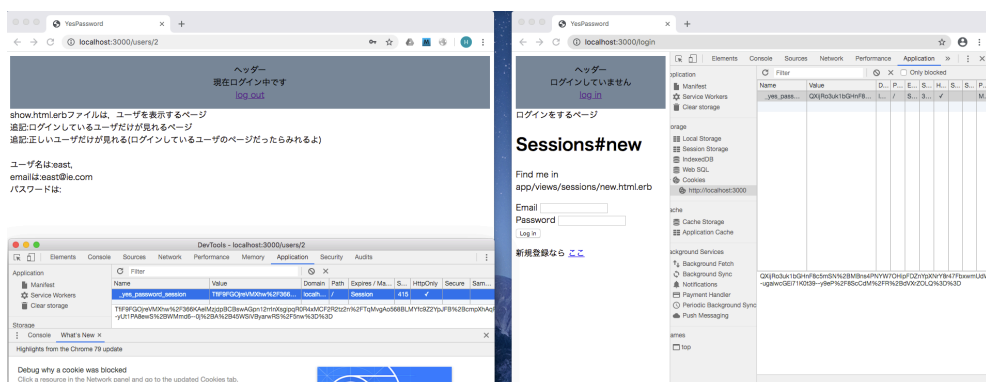 YesPassword
localhost:3000/users/2
ヘッダー
現在ログイン中です
log out
show.html.erbファイルは、ユーザを表示するページ
追記:ログインしているユーザだけが見れるページ
追記:正しいユーザだけが見れる(ログインしているユーザのページだったらみれるよ)
ユーザ名は:east,
emailは:east@ie.com
パスワードは:
DevTools - localhost:3000/users/2
Elements Console Sources Network Performance Memory Application Security Audits
Application
Manifest
Service Workers
Clear storage
Storage
Filter
Name Value Domain Path Expires / Ma... S... HttpOnly Secure Sam...
_yes_password_session localh... / Session 415 ✓
Console What's New ×
Highlights from the Chrome 79 update
Debug why a cookie was blocked
Click a resource in the Network panel and go to the updated Cookies tab.
YesPassword
localhost:3000/login
ヘッダー
ログインしていません
log in
ログインをするページ
Sessions#new
Find me in
app/views/sessions/new.html.erb
Email
Password
Log in
新規登録なら ここ
Elements Console Sources Network Performance Application »
pplication
Manifest
Service Workers
Clear storage
orage
Local Storage
Session Storage
IndexedDB
Web SQL
Cookies
http://localhost:3000
ache
Cache Storage
Application Cache
ackground Services
Background Fetch
Background Sync
Notifications
Payment Handler
Periodic Background Sync
Push Messaging
ames
top
Filter Only blocked
Name Value D... P... E... S... H... S... S... P...
_yes_pass... / S... 3... ✓ M.